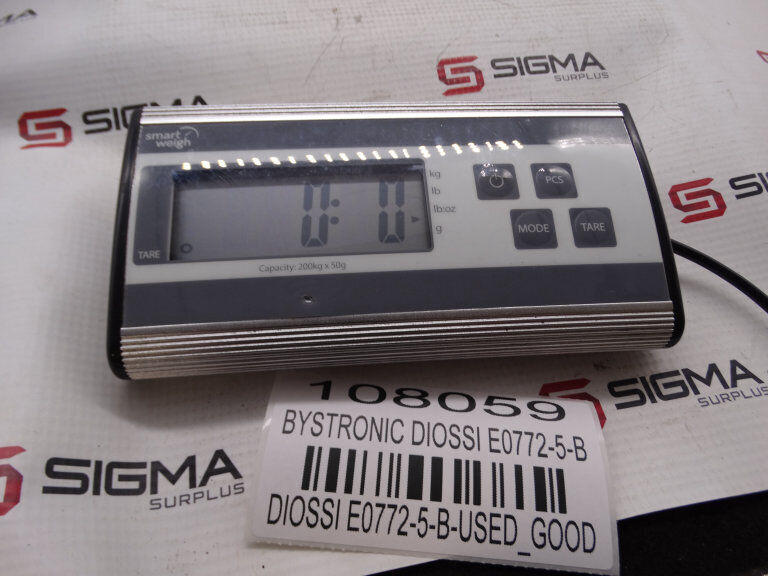 SIGMA
SURPLUS
SIGMA
smart
weigh
0: 0
kg
lb
lb:oz
g
PCS
MODE
TARE
TARE
Capacity: 200kg x 50g
SIGMA
SURPLUS
SIGMA
SURPLUS
108059
BYSTRONIC DIOSSI E0772-5-B
DIOSSI E0772-5-B-USED_GOOD